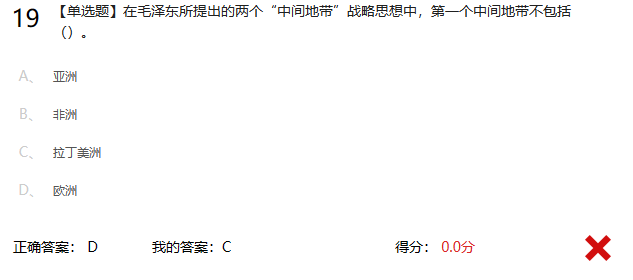 19 【单选题】在毛泽东所提出的两个“中间地带”战略思想中，第一个中间地带不包括
（）。
A、 亚洲
B、 非洲
C、 拉丁美洲
D、 欧洲
正确答案： D 我的答案：C 得分： 0.0分